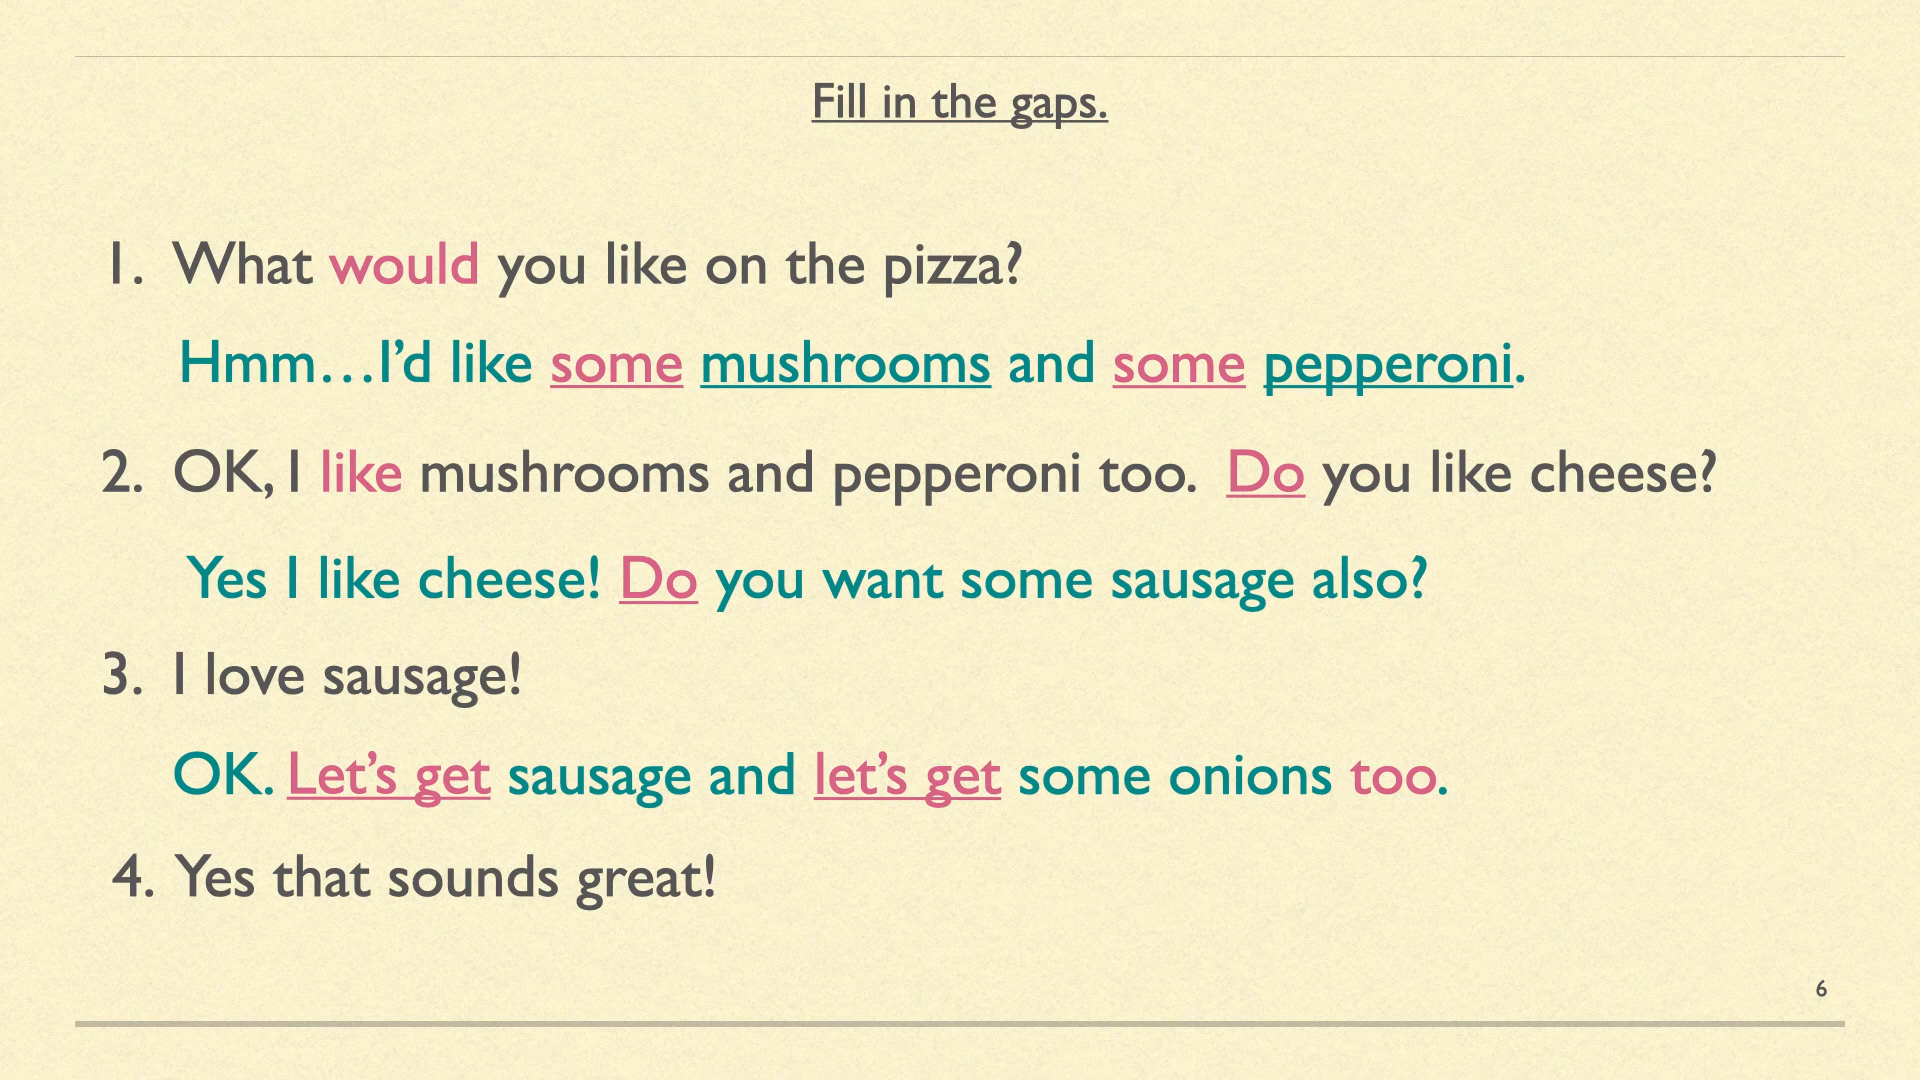 Fill in the gaps.
1. What would you like on the pizza?
Hmm…I’d like some mushrooms and some pepperoni.
2. OK, I like mushrooms and pepperoni too. Do you like cheese?
Yes I like cheese! Do you want some sausage also?
3. I love sausage!
OK. Let’s get sausage and let’s get some onions too.
4. Yes that sounds great!
6